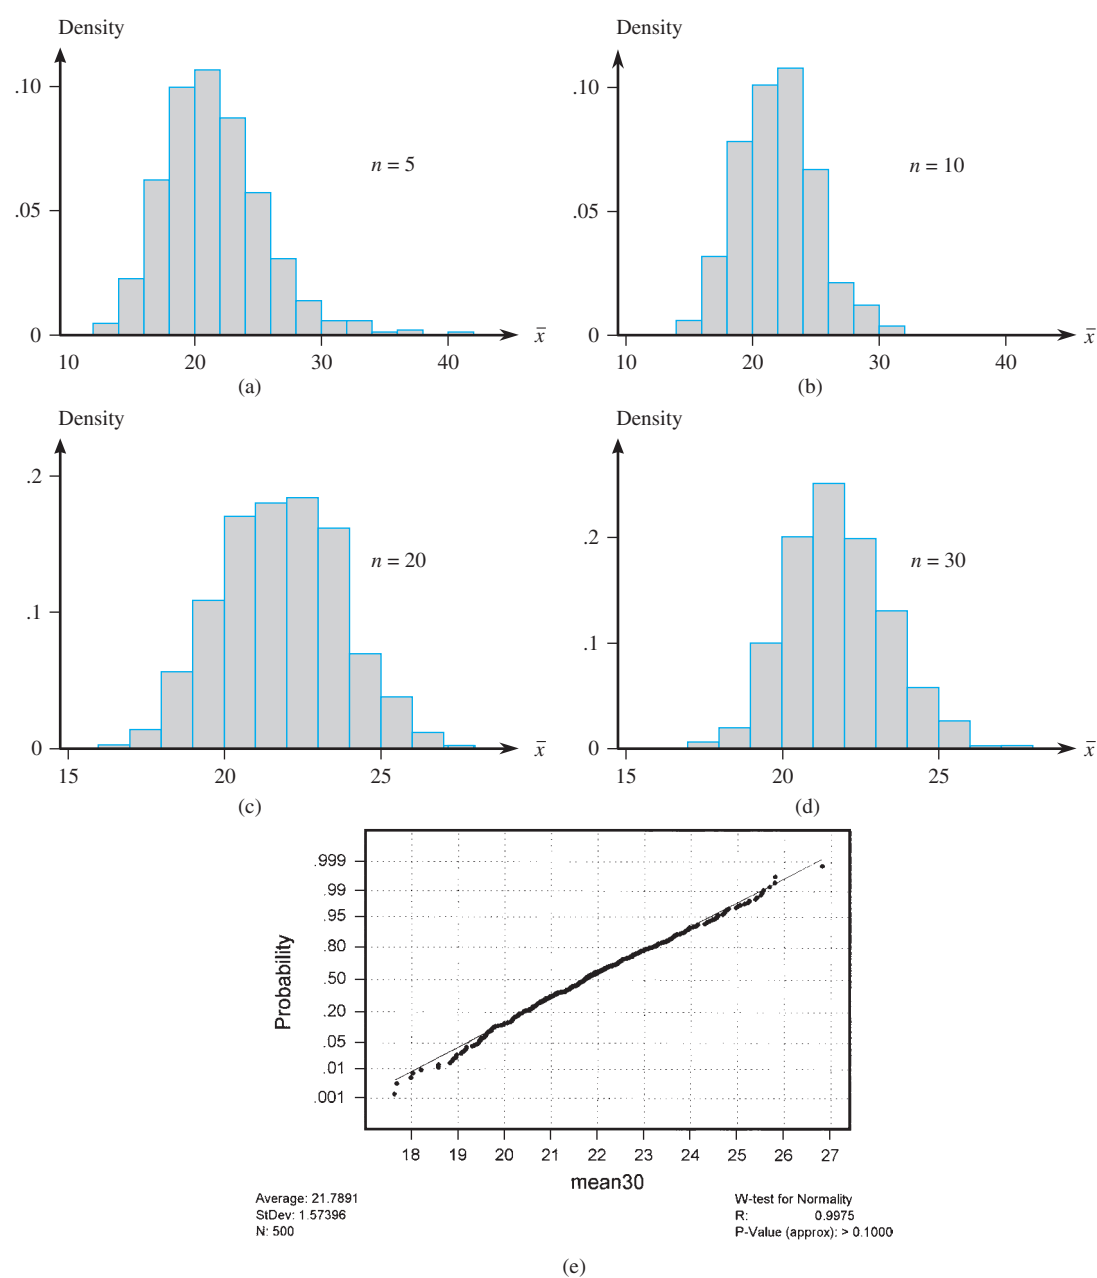 Density
.10
.05
0
n = 5
10 20 30 40
x̄
(a)
Density
.10
.05
0
n = 10
10 20 30 40
x̄
(b)
Density
.2
.1
0
n = 20
15 20 25
x̄
(c)
Density
.2
.1
0
n = 30
15 20 25
x̄
(d)
Probability
.999
.99
.95
.80
.50
.20
.05
.01
.001
18 19 20 21 22 23 24 25 26 27
mean30
Average: 21.7891
StDev: 1.57396
N: 500
W-test for Normality
R: 0.9975
P-Value (approx): > 0.1000
(e)